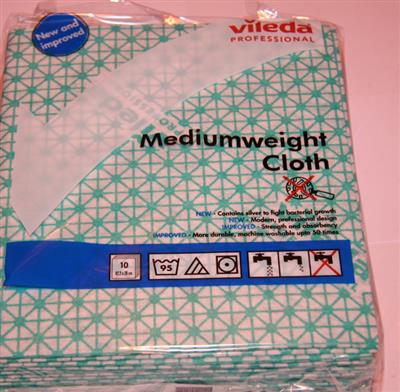 New and
improved
vileda
PROFESSIONAL
Mediumweight
Cloth
NEW - Contains silver to fight bacterial growth
NEW - Modern, professional design
IMPROVED - Strength and absorbency
IMPROVED - More durable, machine washable upto 50 times
10
95